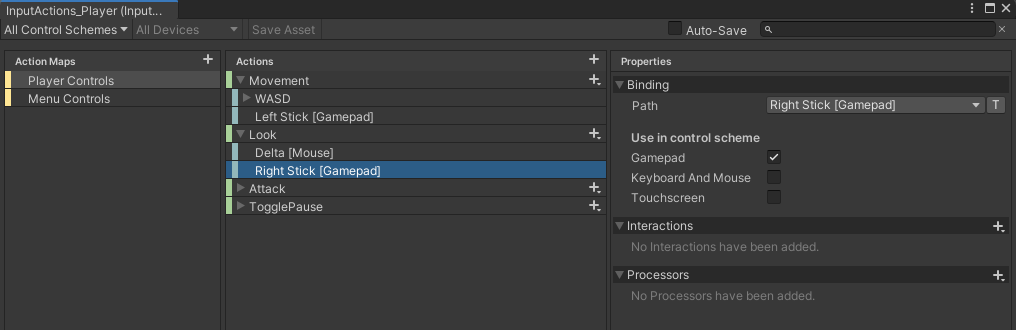 InputActions_Player (Input...
All Control Schemes
All Devices
Save Asset
Auto-Save
Action Maps
Player Controls
Menu Controls
Actions
Movement
WASD
Left Stick [Gamepad]
Look
Delta [Mouse]
Right Stick [Gamepad]
Attack
TogglePause
Properties
Binding
Path
Right Stick [Gamepad]
T
Use in control scheme
Gamepad
Keyboard And Mouse
Touchscreen
Interactions
No Interactions have been added.
Processors
No Processors have been added.